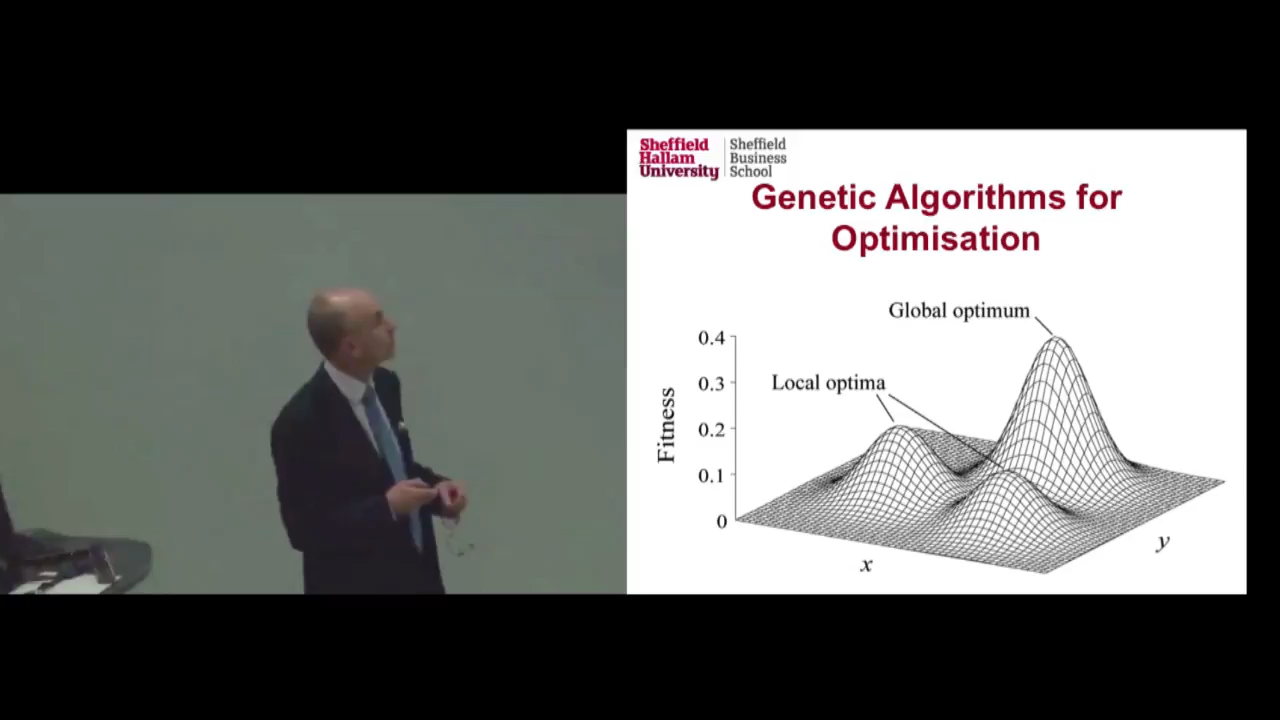 Sheffield
Hallam
University
Sheffield
Business
School
Genetic Algorithms for
Optimisation
Global optimum
Local optima
Fitness
0.4
0.3
0.2
0.1
0
x
y